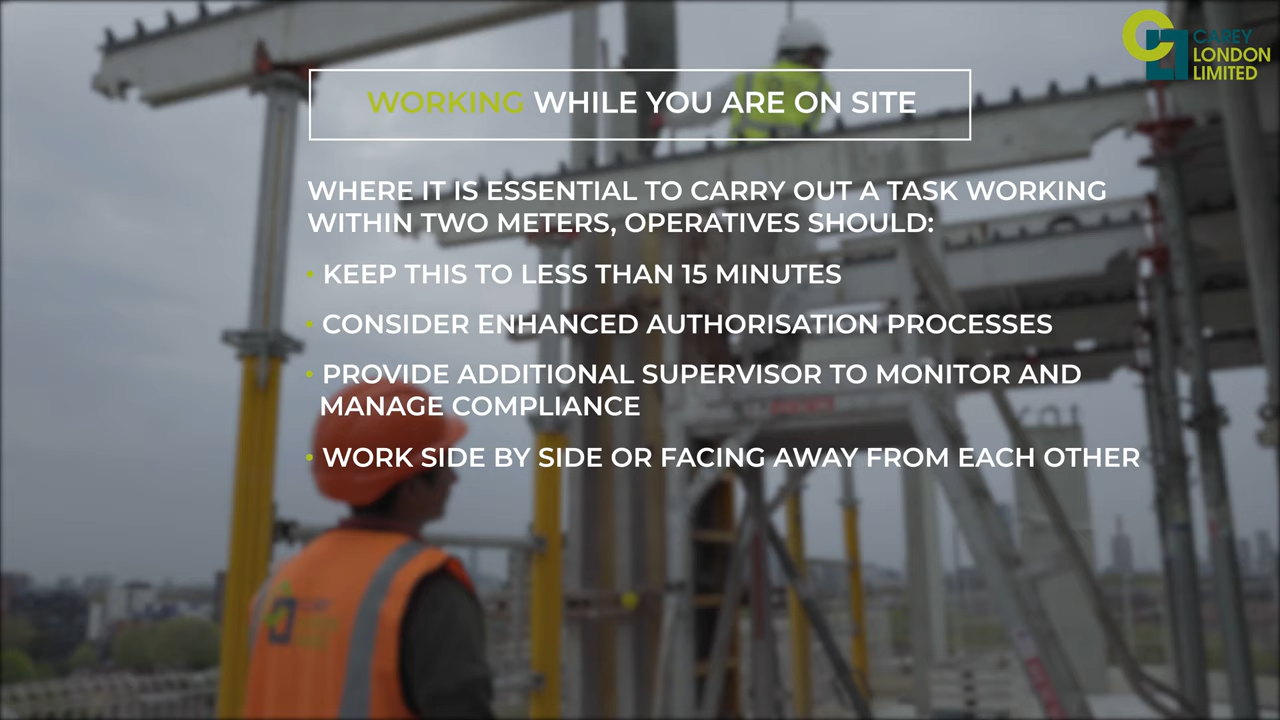 CAREY
LONDON
LIMITED
WORKING WHILE YOU ARE ON SITE
WHERE IT IS ESSENTIAL TO CARRY OUT A TASK WORKING
WITHIN TWO METERS, OPERATIVES SHOULD:
• KEEP THIS TO LESS THAN 15 MINUTES
• CONSIDER ENHANCED AUTHORISATION PROCESSES
• PROVIDE ADDITIONAL SUPERVISOR TO MONITOR AND
MANAGE COMPLIANCE
• WORK SIDE BY SIDE OR FACING AWAY FROM EACH OTHER